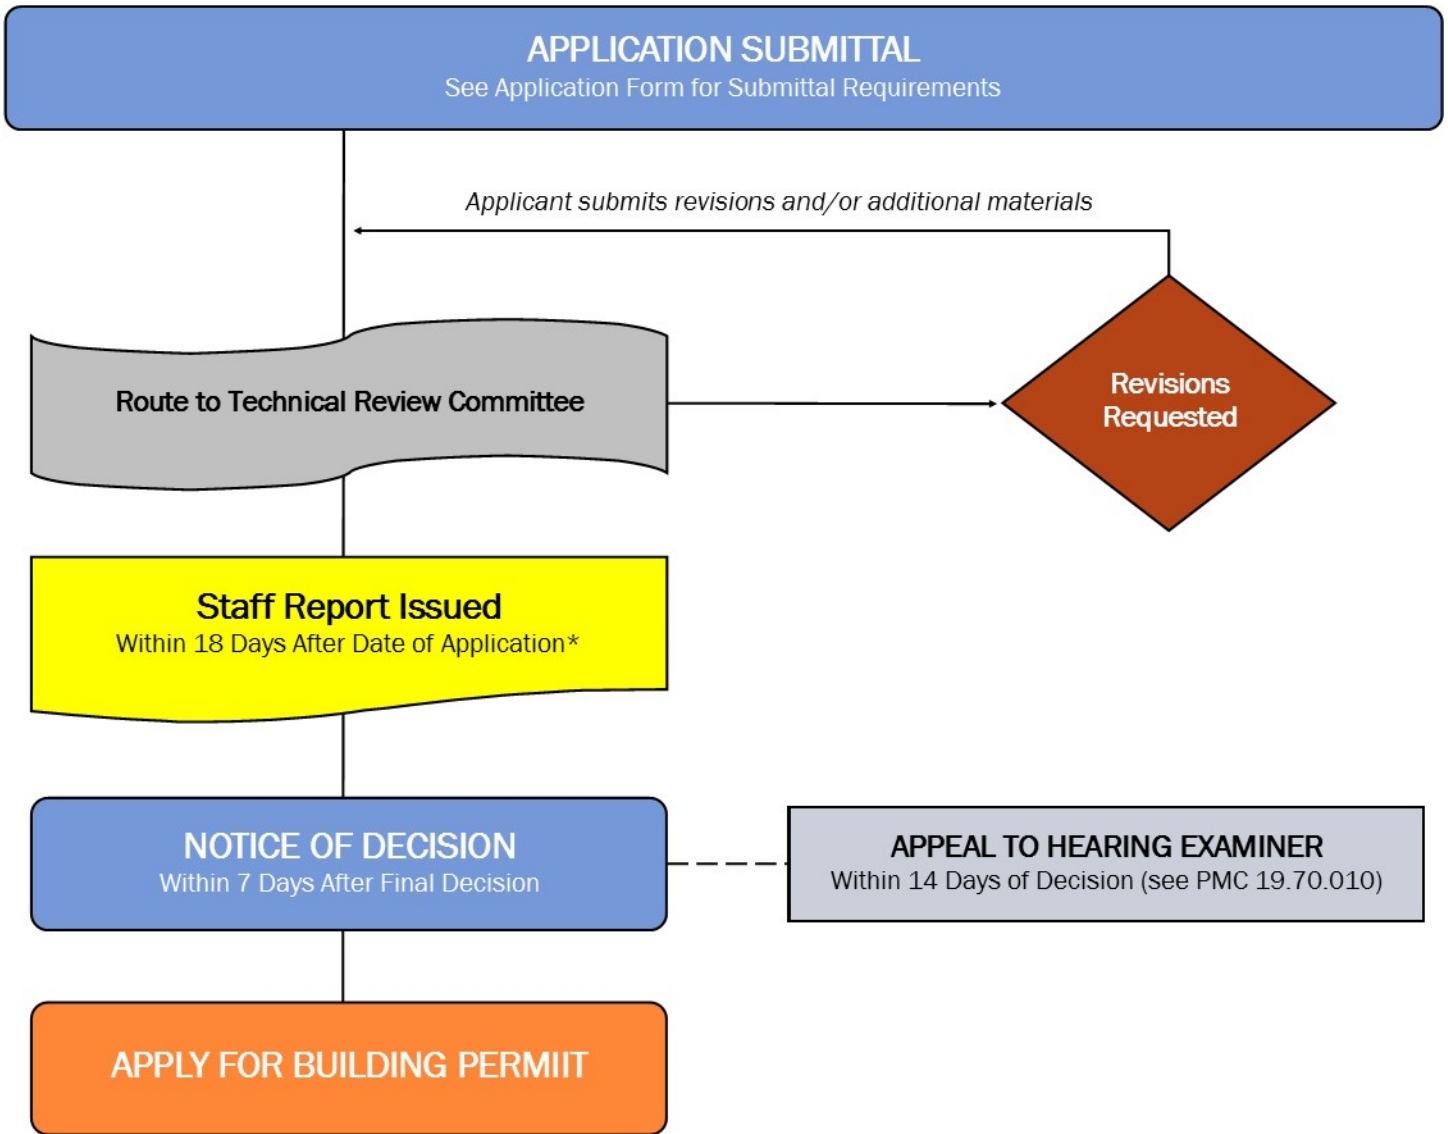 APPLICATION SUBMITTAL
See Application Form for Submittal Requirements
Applicant submits revisions and/or additional materials
Route to Technical Review Committee
Revisions
Requested
Staff Report Issued
Within 18 Days After Date of Application*
NOTICE OF DECISION
Within 7 Days After Final Decision
APPEAL TO HEARING EXAMINER
Within 14 Days of Decision (see PMC 19.70.010)
APPLY FOR BUILDING PERMIIT